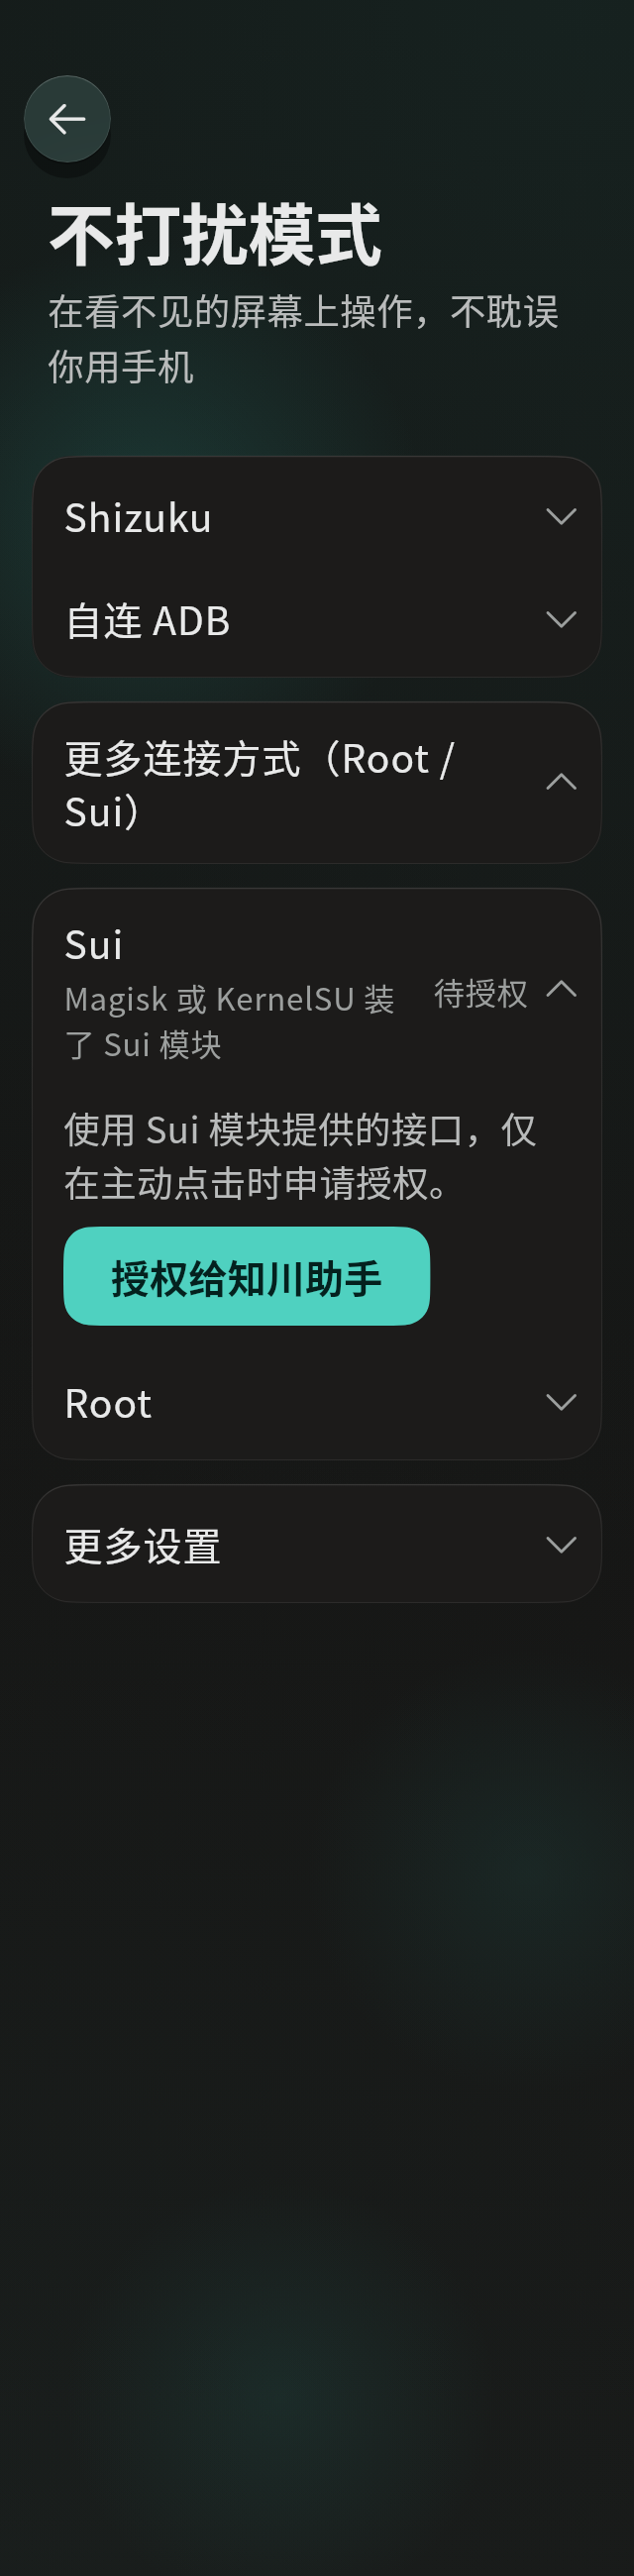 不打扰模式
在看不见的屏幕上操作，不耽误
你用手机
Shizuku
自连 ADB
更多连接方式（Root /
Sui）
Sui
Magisk 或 KernelSU 装
了 Sui 模块
待授权
使用 Sui 模块提供的接口，仅
在主动点击时申请授权。
授权给知川助手
Root
更多设置